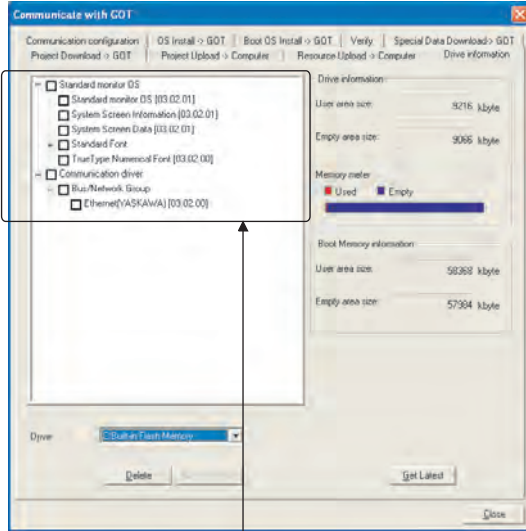 Communicate with GOT
Communication configuration | OS Install -> GOT | Boot OS Install -> GOT | Verify | Special Data Download-> GOT
Project Download -> GOT | Project Upload -> Computer | Resource Upload -> Computer | Drive information
Standard monitor OS
Standard monitor OS [03.02.01]
System Screen Information [03.02.01]
System Screen Data [03.02.01]
Standard Font
TrueType Numerical Font [03.02.00]
Communication driver
Bus/Network Group
Ethernet(YASKAWA) [03.02.00]
Drive information
User area size: 9216 kbyte
Empty area size: 9066 kbyte
Memory meter
Used Empty
Boot Memory information
User area size: 58368 kbyte
Empty area size: 57984 kbyte
Drive: C:Built-in Flash Memory
Delete
Get Latest
Close